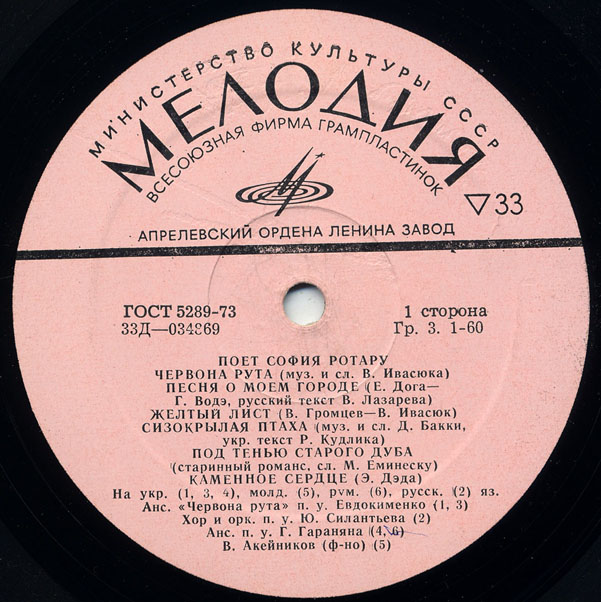 МИНИСТЕРСТВО КУЛЬТУРЫ СССР
МЕЛОДИЯ
ВСЕСОЮЗНАЯ ФИРМА ГРАМПЛАСТИНОК
33
АПРЕЛЕВСКИЙ ОРДЕНА ЛЕНИНА ЗАВОД
ГОСТ 5289-73
1 сторона
33Д—034869
Гр. 3. 1-60
ПОЕТ СОФИЯ РОТАРУ
ЧЕРВОНА РУТА (муз. и сл. В. Ивасюка)
ПЕСНЯ О МОЕМ ГОРОДЕ (Е. Дога—
Г. Водэ, русский текст В. Лазарева)
ЖЕЛТЫЙ ЛИСТ (В. Громцев—В. Ивасюк)
СИЗОКРЫЛАЯ ПТАХА (муз. и сл. Д. Бакки,
укр. текст Р. Кудлика)
ПОД ТЕНЬЮ СТАРОГО ДУБА
(старинный романс, сл. М. Еминеску)
КАМЕННОЕ СЕРДЦЕ (Э. Дэда)
На укр. (1, 3, 4), молд. (5), рум. (6), русск. (2) яз.
Анс. «Червона рута» п. у. Евдокименко (1, 3)
Хор и орк. п. у. Ю. Силантьева (2)
Анс. п. у. Г. Гараняна (4, 6)
В. Акейников (ф-но) (5)